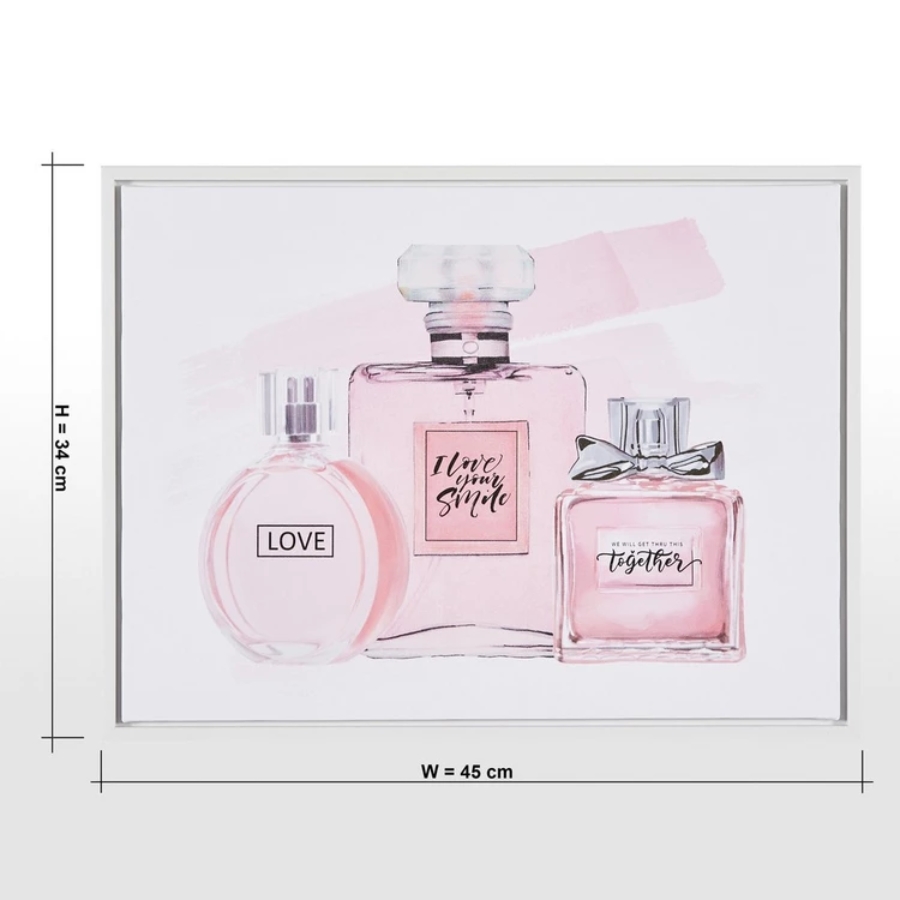 H = 34 cm
I love
your
Smile
LOVE
WE WILL GET THRU THIS
together
W = 45 cm